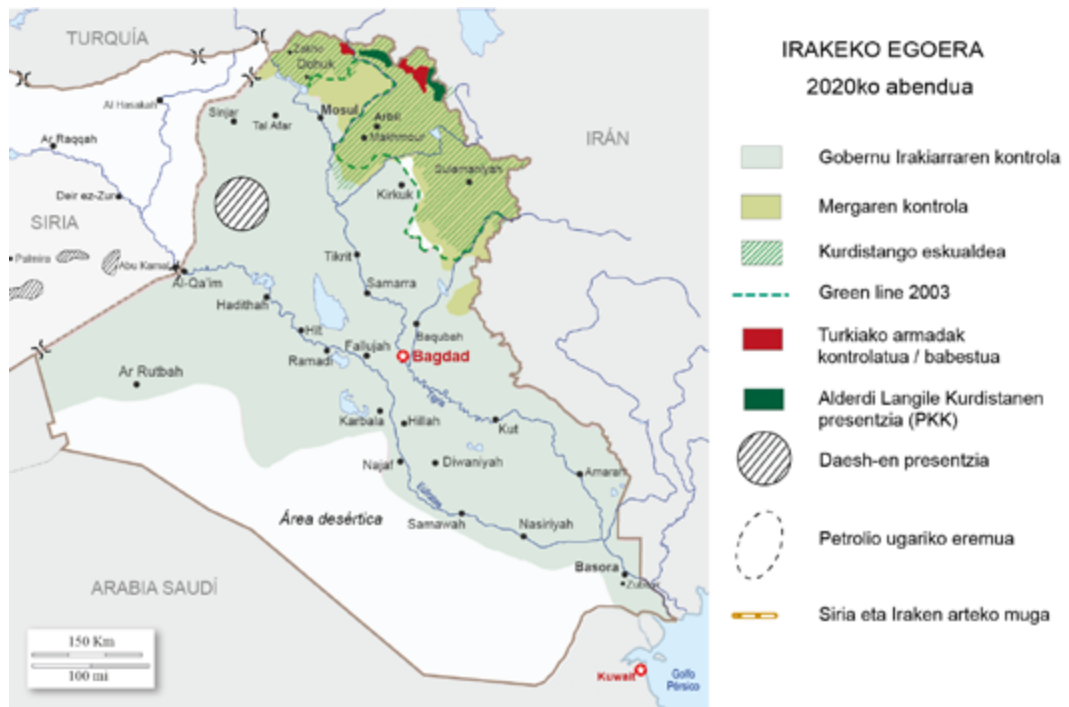 TURQUÍA
Zakho
Dohuk
Al Hasakah
Sinjar
Tal Afar
Mosul
Arbil
Makhmour
IRÁN
Ar Raqqah
Sulemaniyah
Deir ez-Zur
Kirkuk
SIRIA
Palmira
Abu Kamal
Al-Qa'im
Tikrit
Samarra
Hadithah
Hit
Baqubah
Ramadi
Fallujah
Bagdad
Ar Rutbah
Tigris
Karbala
Hillah
Kut
Najaf
Diwaniyah
Amarah
Área desértica
Samawah
Nasiriyah
Basora
ARABIA SAUDÍ
150 Km
100 mi
Kuwait
Golfo
Pérsico
IRAKEKO EGOERA
2020ko abendua
Gobernu Irakiarraren kontrola
Mergaren kontrola
Kurdistango eskualdea
Green line 2003
Turkiako armadak
kontrolatua / babestua
Alderdi Langile Kurdistanen
presentzia (PKK)
Daesh-en presentzia
Petrolio ugariko eremua
Siria eta Iraken arteko muga